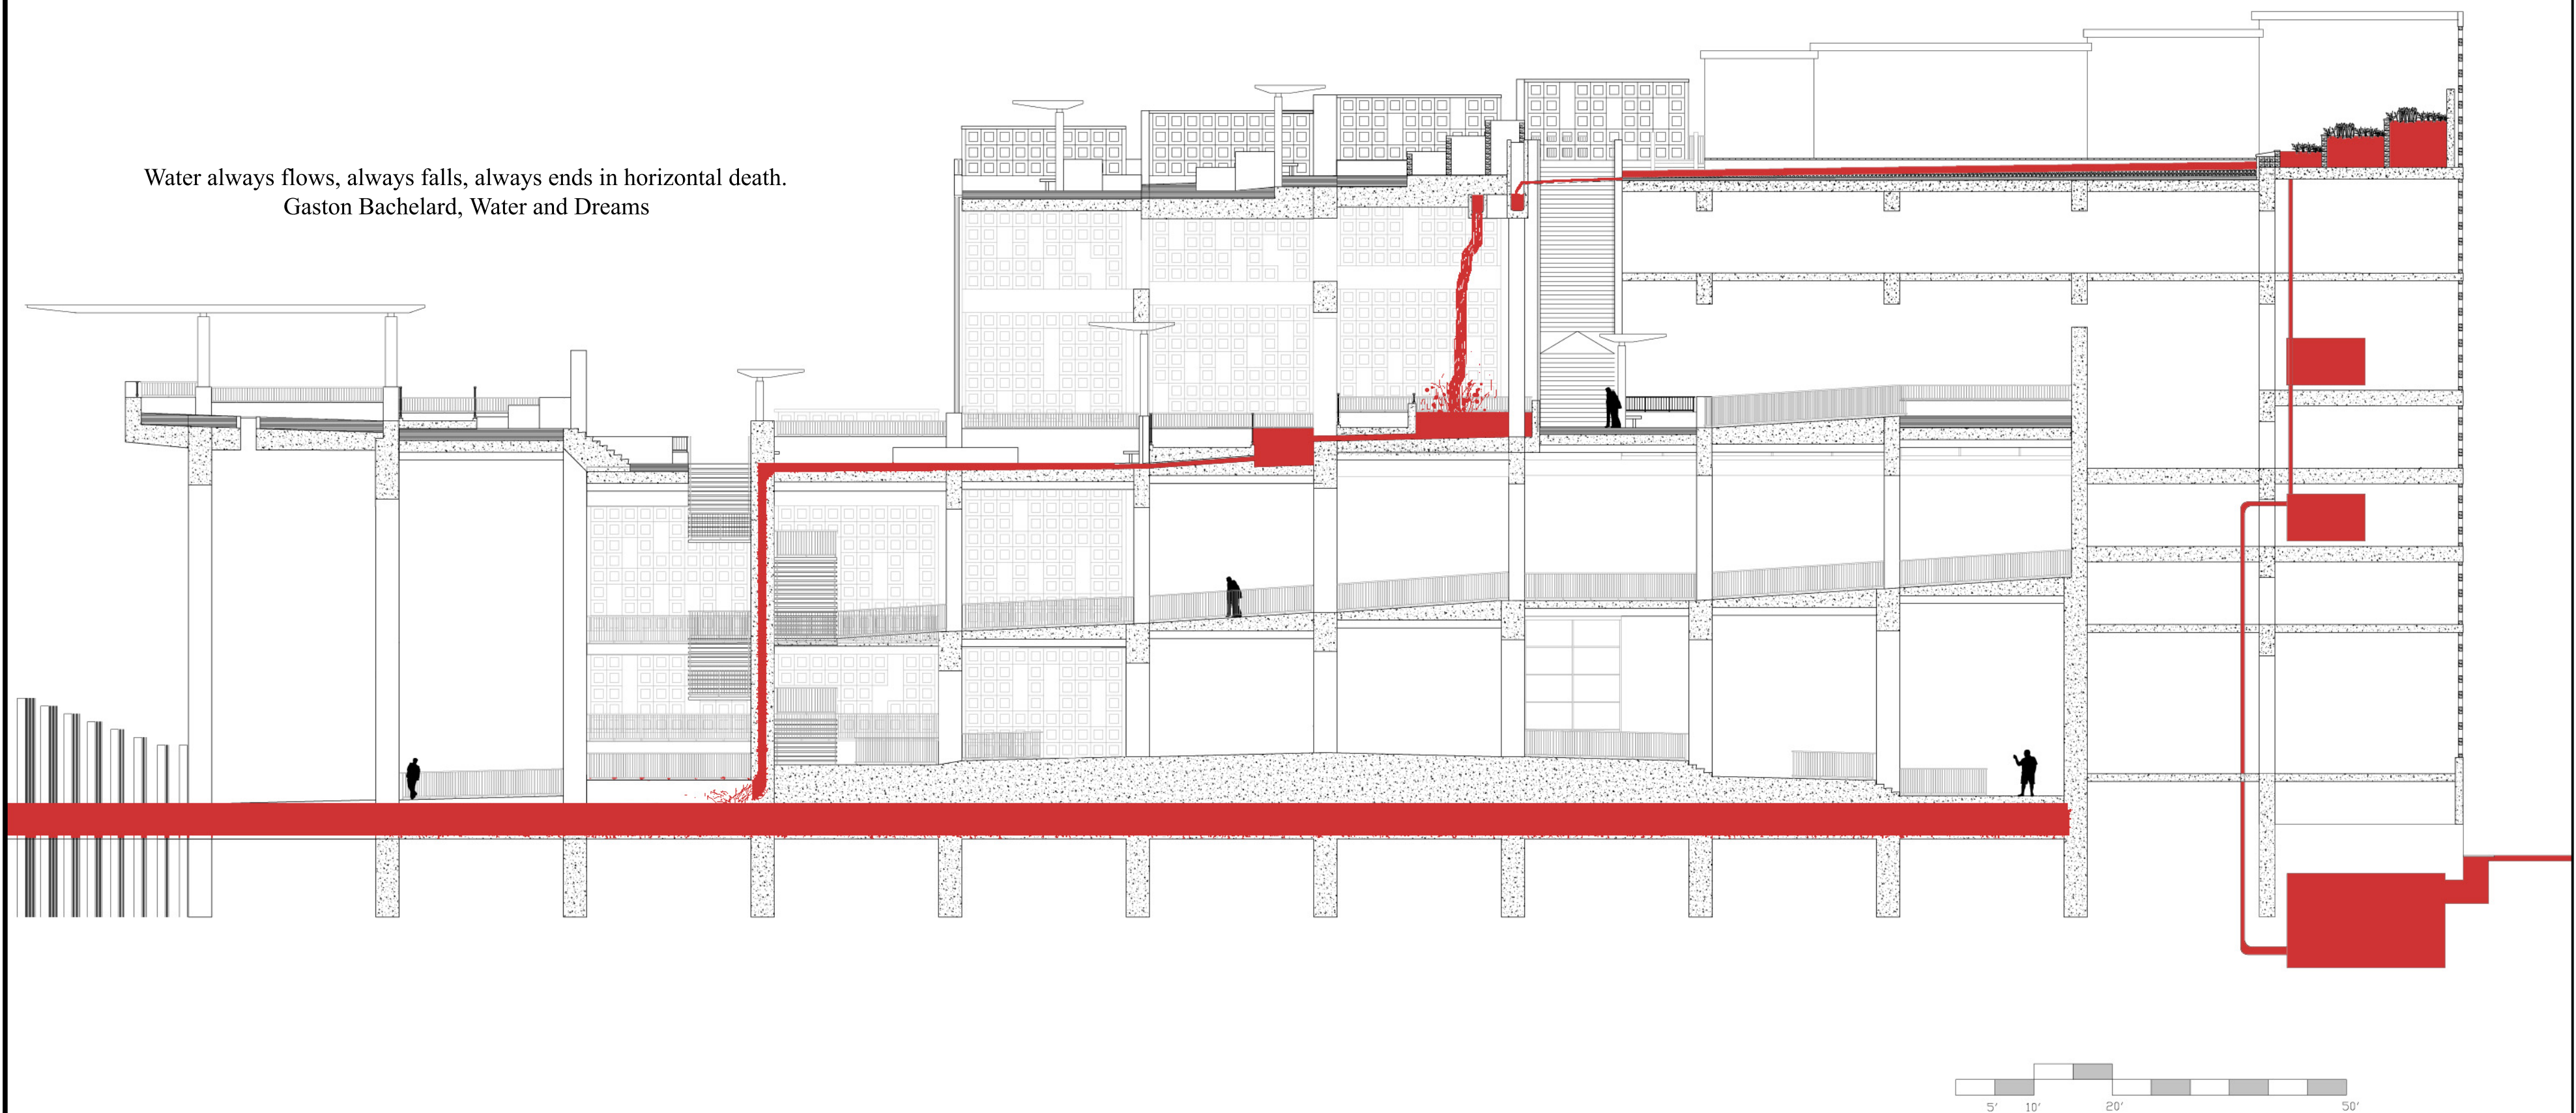 Water always flows, always falls, always ends in horizontal death.
Gaston Bachelard, Water and Dreams
5' 10' 20' 50'